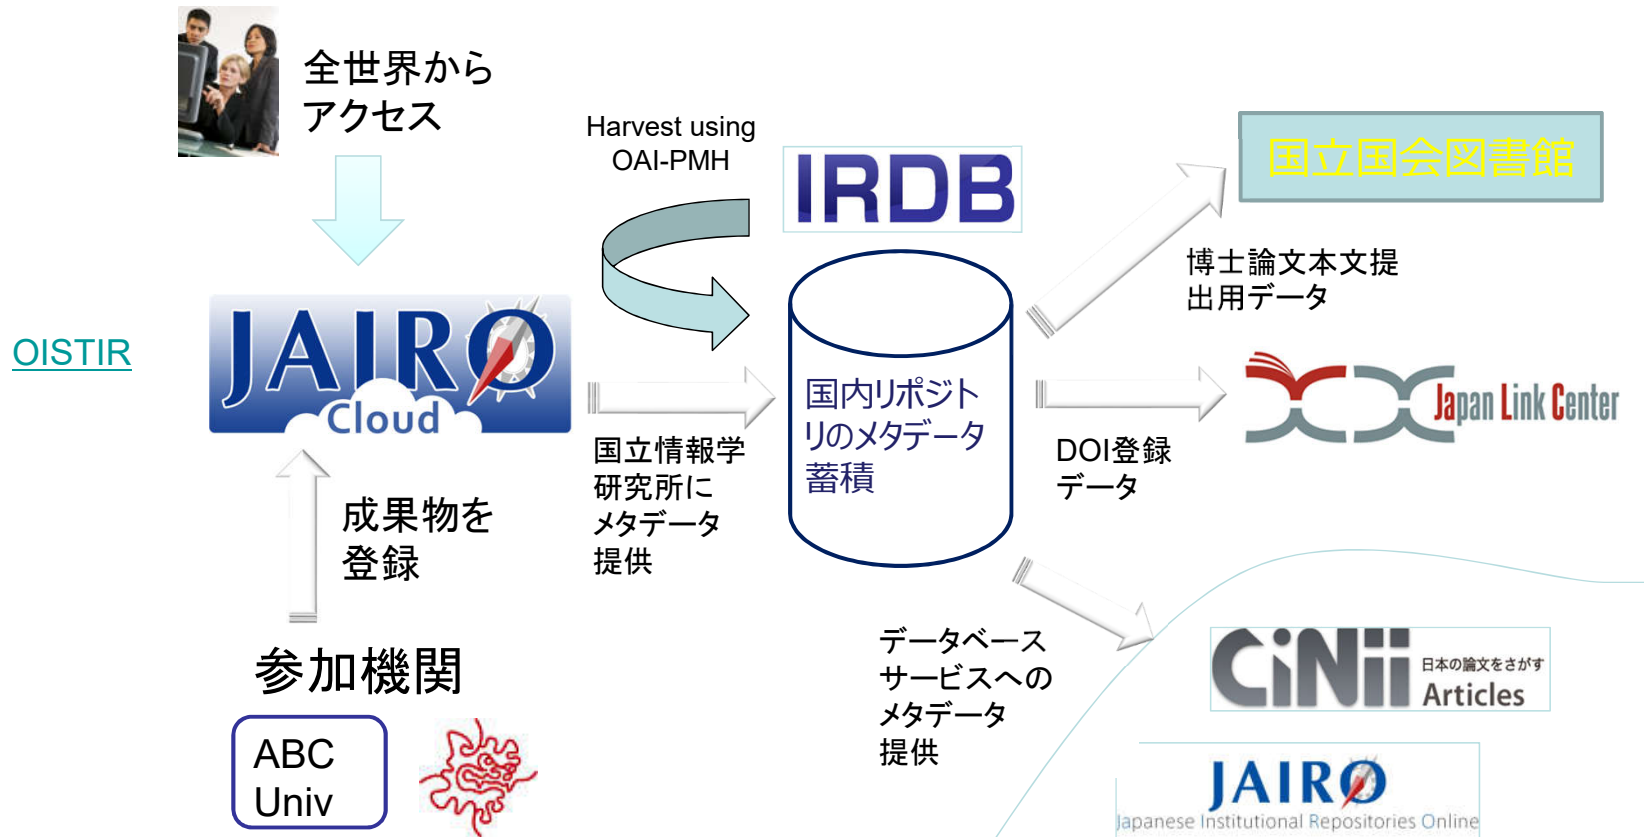 全世界から
アクセス
Harvest using
OAI-PMH
IRDB
国立国会図書館
博士論文本文提
出用データ
OISTIR
JAIRO
Cloud
国内リポジト
リのメタデータ
蓄積
Japan Link Center
国立情報学
研究所に
メタデータ
提供
DOI登録
データ
成果物を
登録
参加機関
ABC
Univ
データベース
サービスへの
メタデータ
提供
CiNii
日本の論文をさがす
Articles
JAIRO
Japanese Institutional Repositories Online